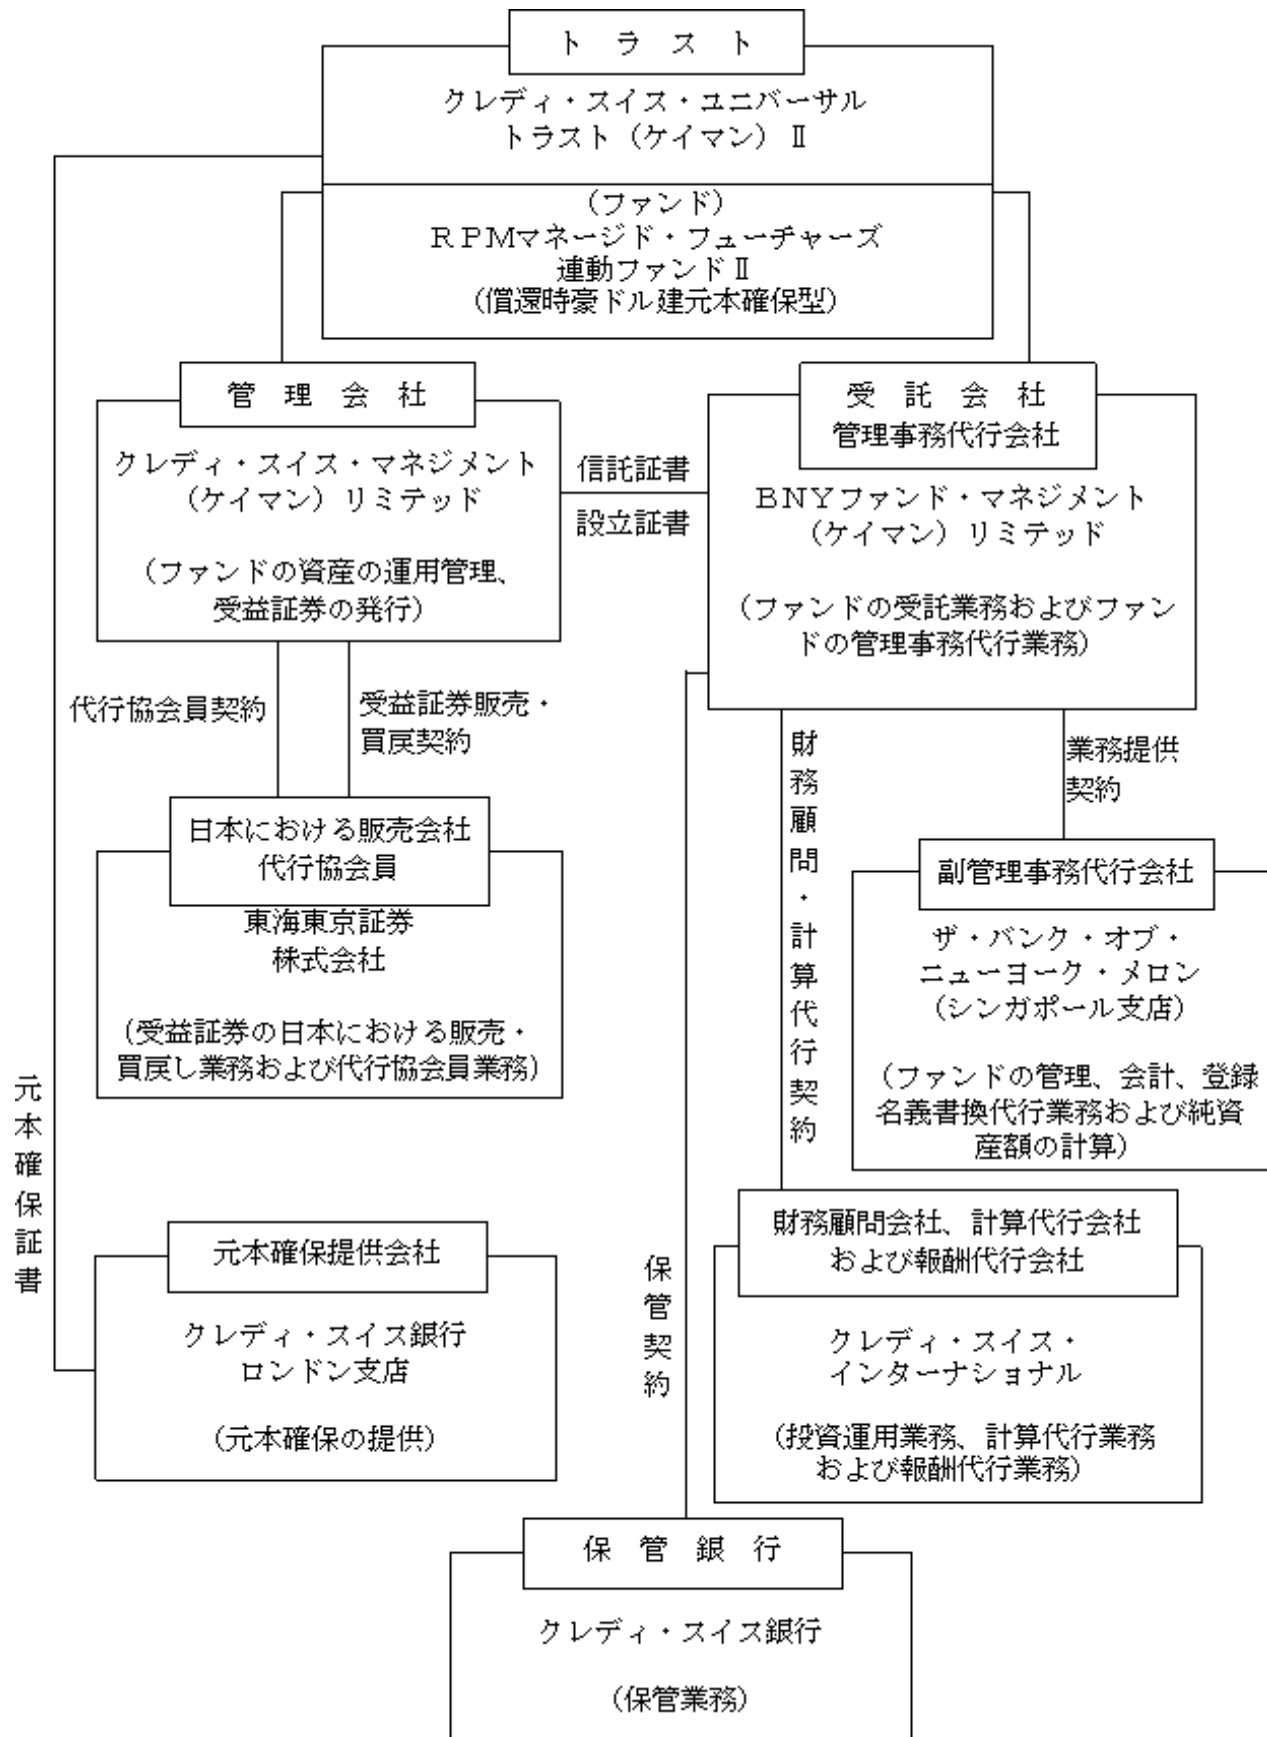 トラスト
クレディ・スイス・ユニバーサル
トラスト（ケイマン）Ⅱ
（ファンド）
ＲＰＭマネージド・フューチャーズ
連動ファンドⅡ
（償還時豪ドル建元本確保型）
管理会社
クレディ・スイス・マネジメント
（ケイマン）リミテッド
（ファンドの資産の運用管理、
受益証券の発行）
信託証書
設立証書
受託会社
管理事務代行会社
ＢＮＹファンド・マネジメント
（ケイマン）リミテッド
（ファンドの受託業務およびファン
ドの管理事務代行業務）
代行協会員契約
受益証券販売・
買戻契約
財務顧問・計算代行契約
業務提供
契約
日本における販売会社
代行協会員
東海東京証券
株式会社
（受益証券の日本における販売・
買戻し業務および代行協会員業務）
副管理事務代行会社
ザ・バンク・オブ・
ニューヨーク・メロン
（シンガポール支店）
（ファンドの管理、会計、登録
名義書換代行業務および純資
産額の計算）
元本確保証書
元本確保提供会社
クレディ・スイス銀行
ロンドン支店
（元本確保の提供）
保管契約
財務顧問会社、計算代行会社
および報酬代行会社
クレディ・スイス・
インターナショナル
（投資運用業務、計算代行業務
および報酬代行業務）
保管銀行
クレディ・スイス銀行
（保管業務）